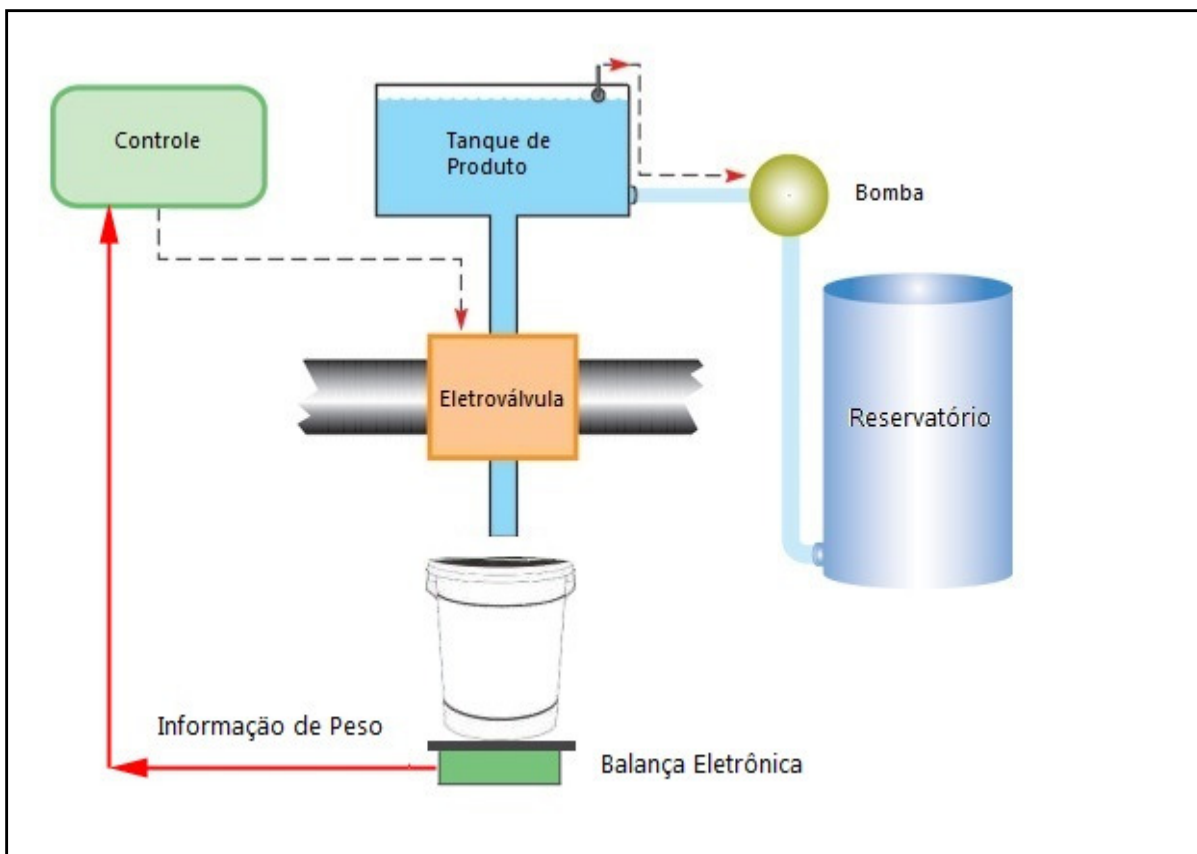 Controle
Tanque de
Produto
Bomba
Eletroválvula
Reservatório
Informação de Peso
Balança Eletrônica